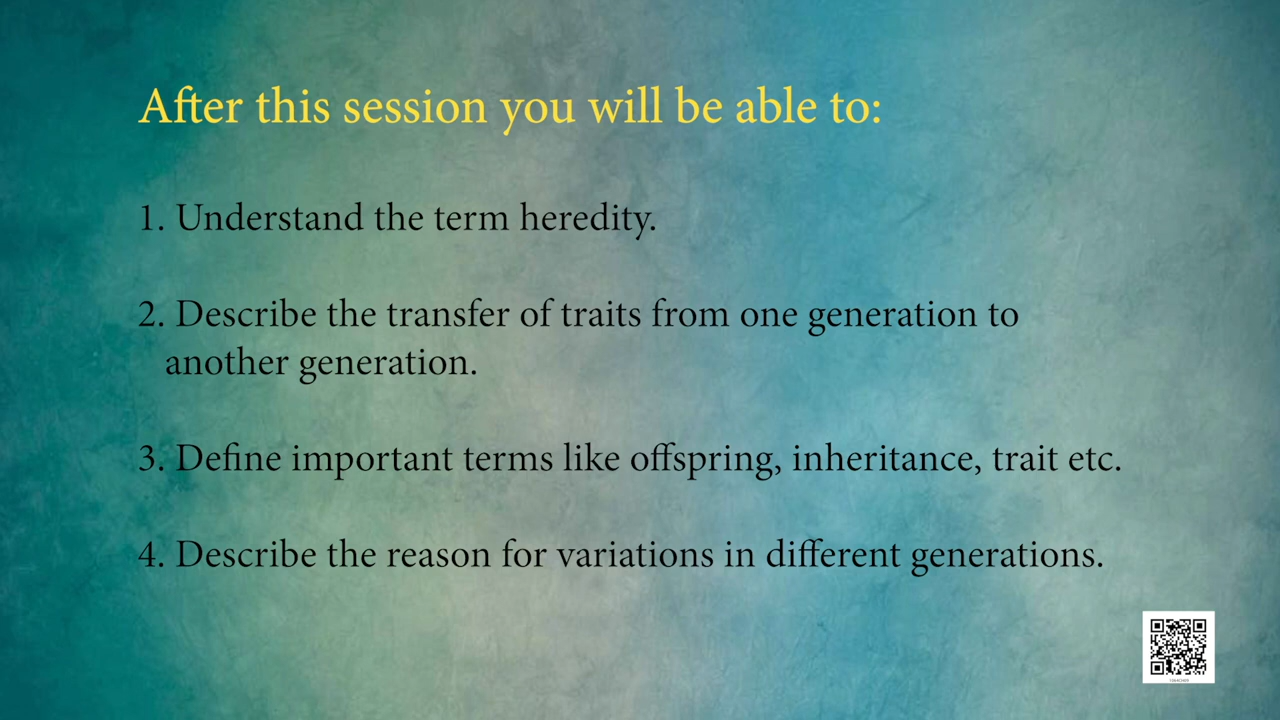 After this session you will be able to:
1. Understand the term heredity.
2. Describe the transfer of traits from one generation to
another generation.
3. Define important terms like offspring, inheritance, trait etc.
4. Describe the reason for variations in different generations.